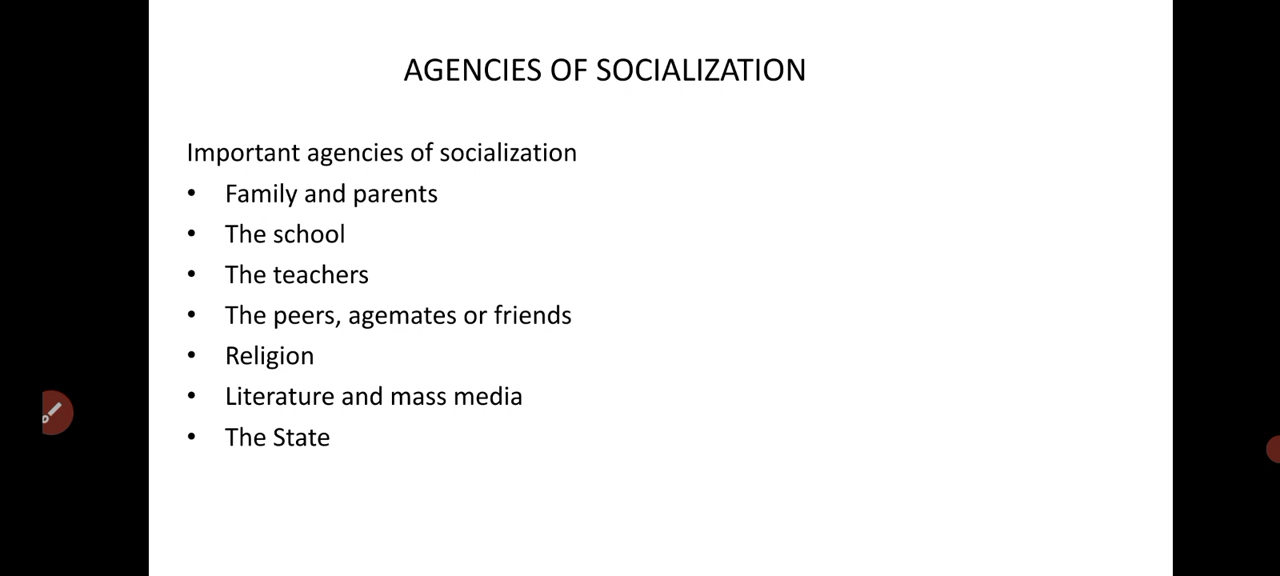 AGENCIES OF SOCIALIZATION
Important agencies of socialization
• Family and parents
• The school
• The teachers
• The peers, agemates or friends
• Religion
• Literature and mass media
• The State